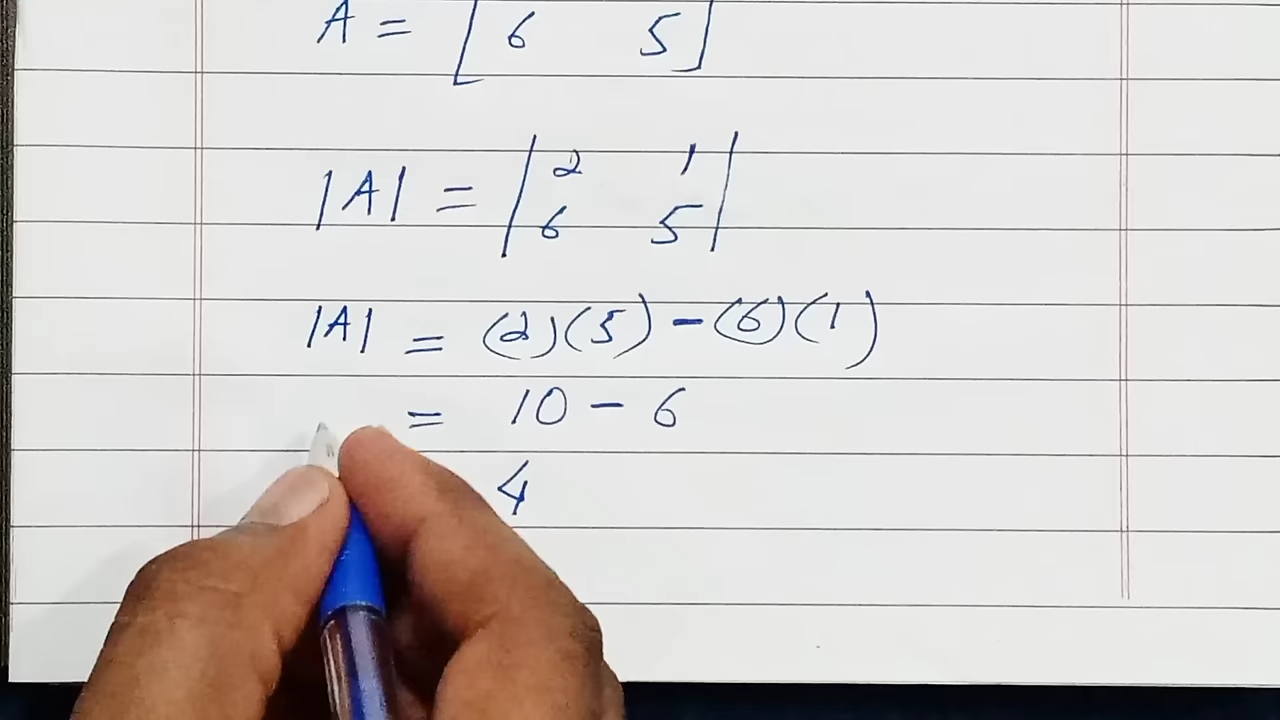 A = [ 6 5 ]
|A| = | 2 1 |
| 6 5 |
|A| = (2)(5) - (6)(1)
= 10 - 6
4